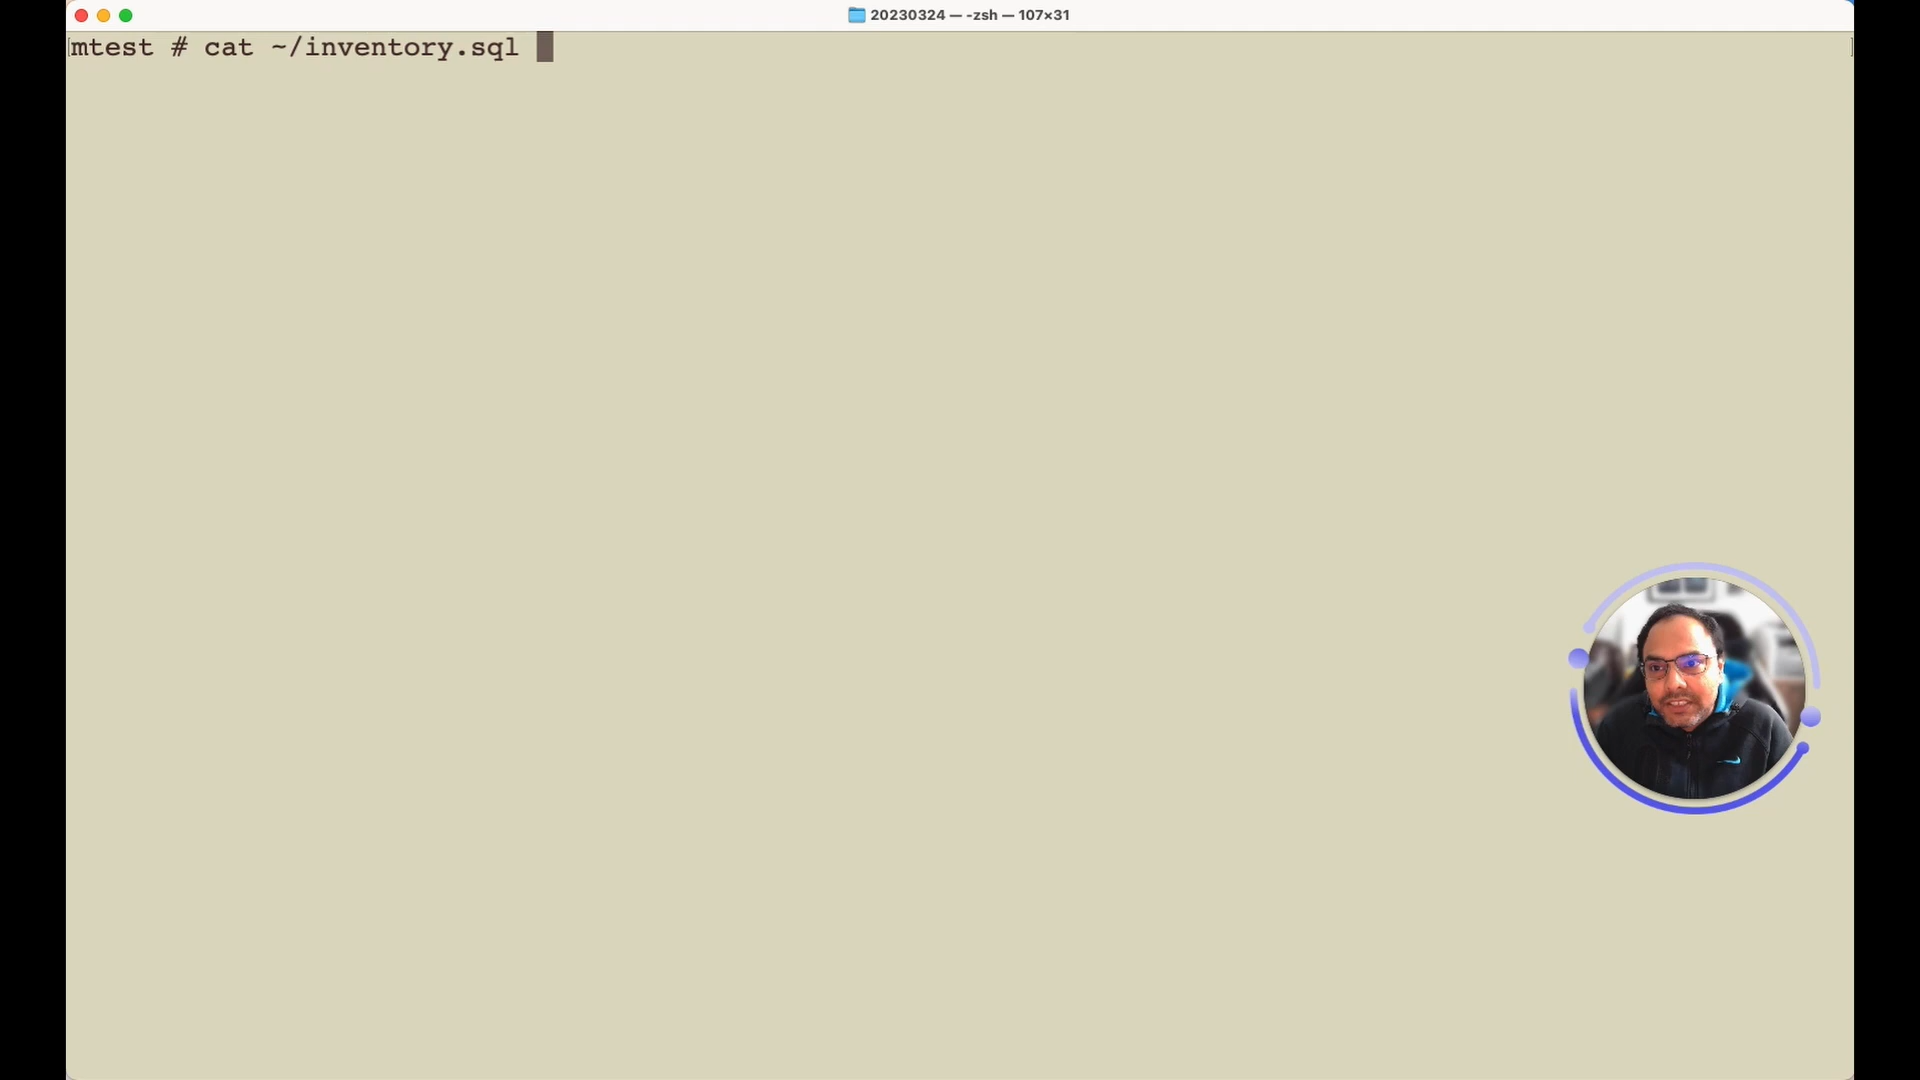 20230324 — -zsh — 107×31
mtest # cat ~/inventory.sql